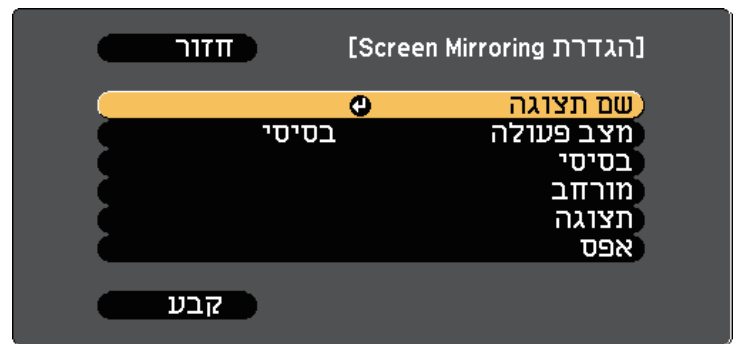 [הגדרת Screen Mirroring] חזור
שם תצוגה
מצב פעולה בסיסי
בסיסי
מורחב
תצוגה
אפס
קבע